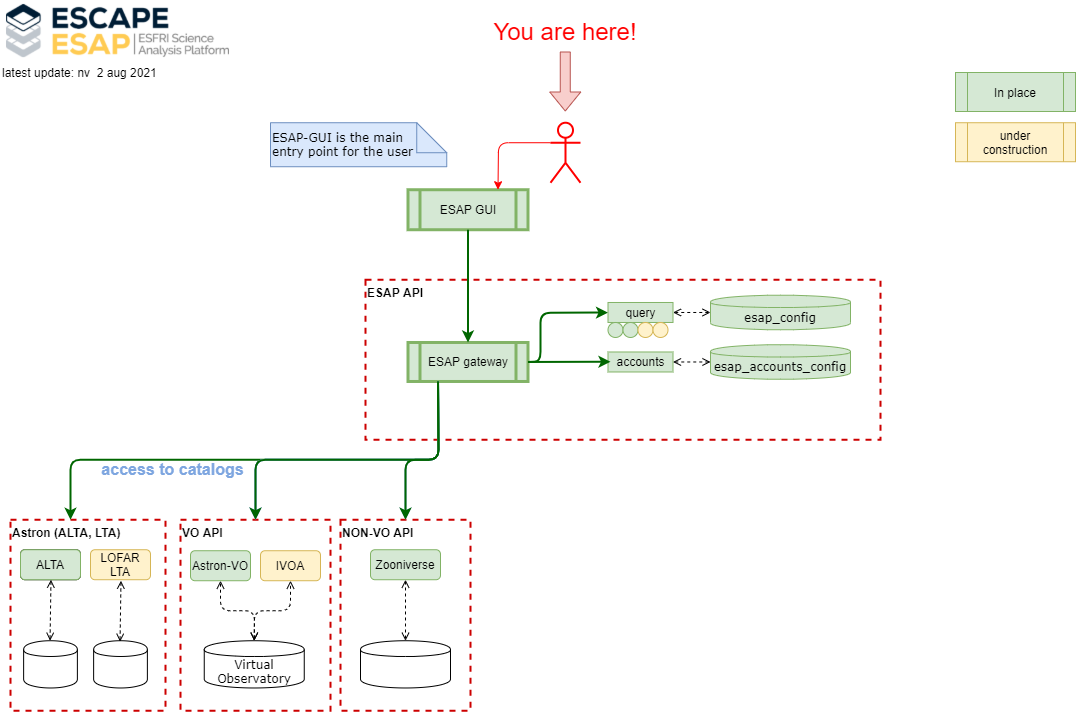 ESCAPE
ESAP
ESFRI Science
Analysis Platform
latest update: nv 2 aug 2021
You are here!
In place
under
construction
ESAP-GUI is the main
entry point for the user
ESAP GUI
ESAP API
query
esap_config
ESAP gateway
accounts
esap_accounts_config
access to catalogs
Astron (ALTA, LTA)
ALTA
LOFAR
LTA
VO API
Astron-VO
IVOA
Virtual
Observatory
NON-VO API
Zooniverse